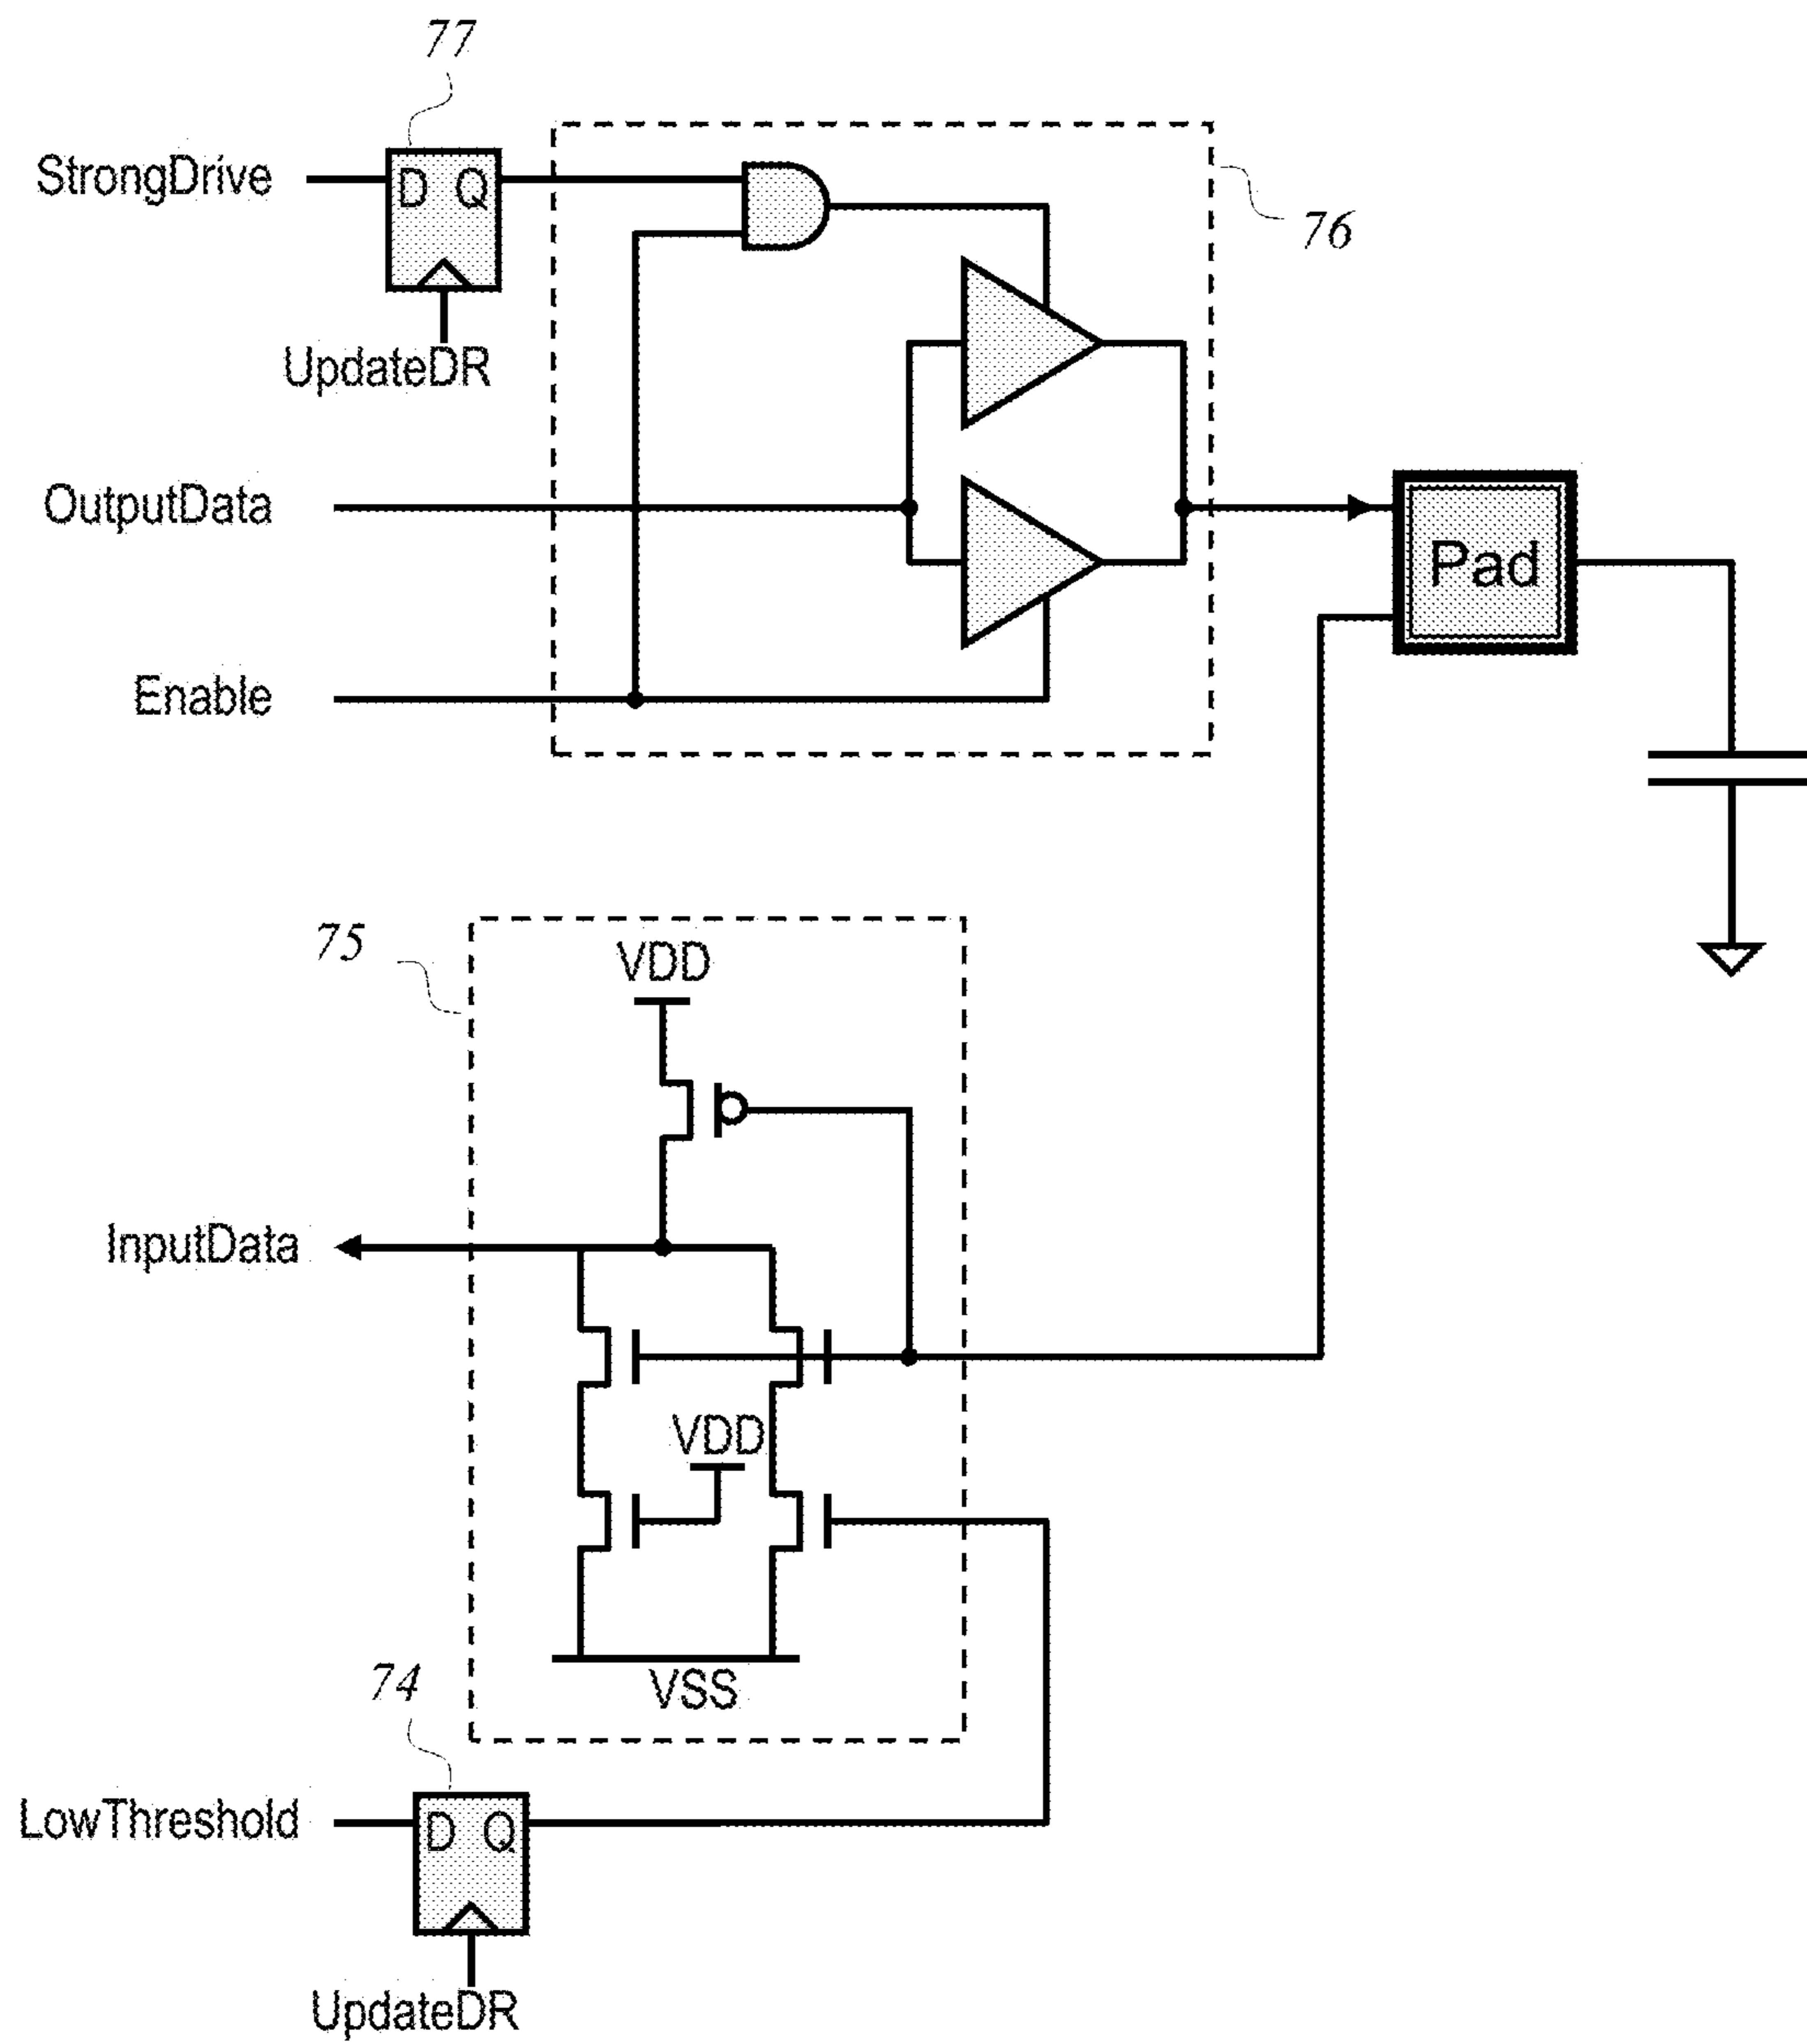 77
StrongDrive
D Q
76
UpdateDR
OutputData
Pad
Enable
75
VDD
InputData
VDD
VSS
74
LowThreshold
D Q
UpdateDR